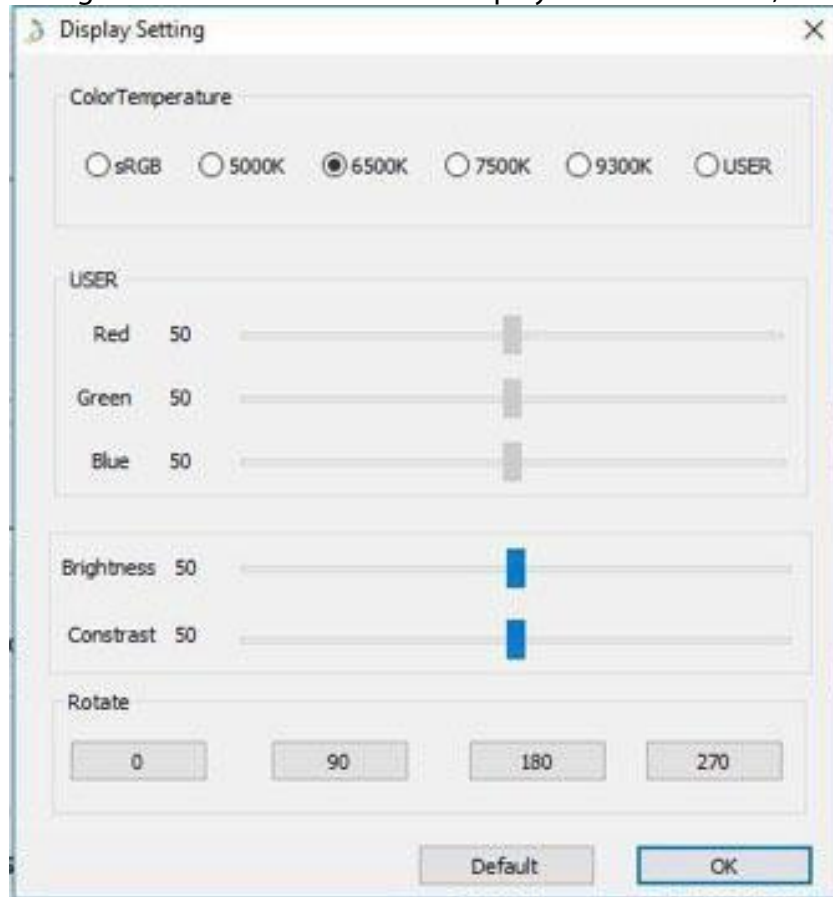 Display Setting
ColorTemperature
sRGB 5000K 6500K 7500K 9300K USER
USER
Red 50
Green 50
Blue 50
Brightness 50
Constrast 50
Rotate
0 90 180 270
Default OK